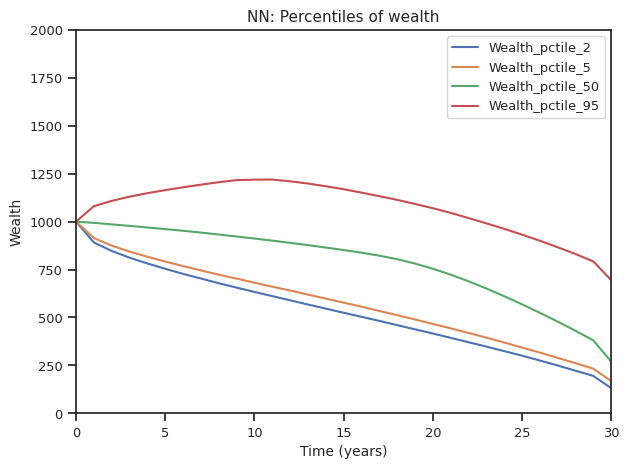 NN: Percentiles of wealth
2000
1750
1500
1250
1000
750
500
250
0
Wealth
Wealth_pctile_2
Wealth_pctile_5
Wealth_pctile_50
Wealth_pctile_95
0 5 10 15 20 25 30
Time (years)